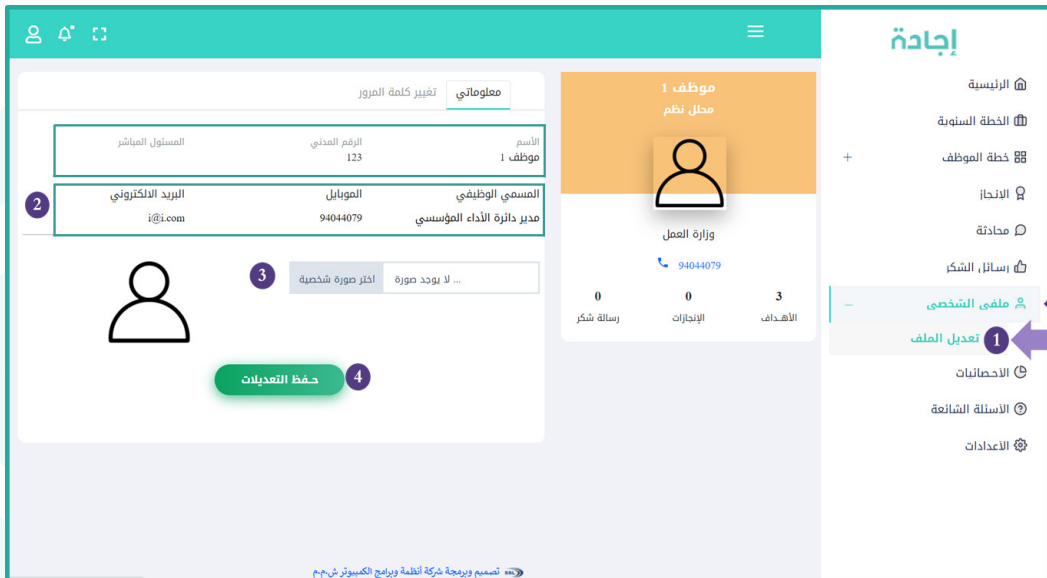 إجادة
الرئيسية
الخطة السنوية
خطة الموظف +
الإنجاز
محادثة
رسائل الشكر
ملفي الشخصي −
1 تعديل الملف
الاحصائيات
الأسئلة الشائعة
الاعدادات
موظف 1
محلل نظم
وزارة العمل
94044079
3 0 0
الأهـداف الإنجازات رسالة شكر
معلوماتي تغيير كلمة المرور
الأسم الرقم المدني المسئول المباشر
موظف 1 123
2
المسمي الوظيفي الموبايل البريد الالكتروني
مدير دائرة الأداء المؤسسي 94044079 i@i.com
لا يوجد صورة ... اختر صورة شخصية 3
حـفظ التعديلات 4
تصميم وبرمجة شركة أنظمة وبرامج الكمبيوتر ش.م.م